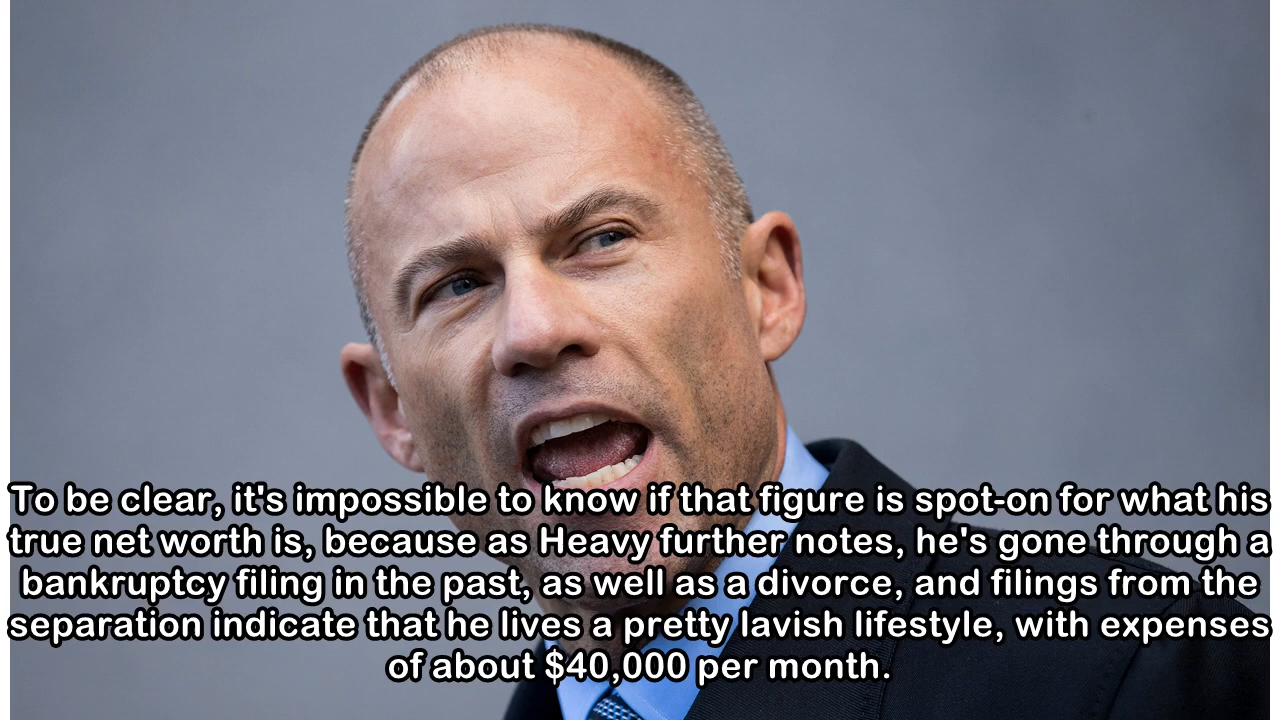 To be clear, it's impossible to know if that figure is spot-on for what his
true net worth is, because as Heavy further notes, he's gone through a
bankruptcy filing in the past, as well as a divorce, and filings from the
separation indicate that he lives a pretty lavish lifestyle, with expenses
of about $40,000 per month.